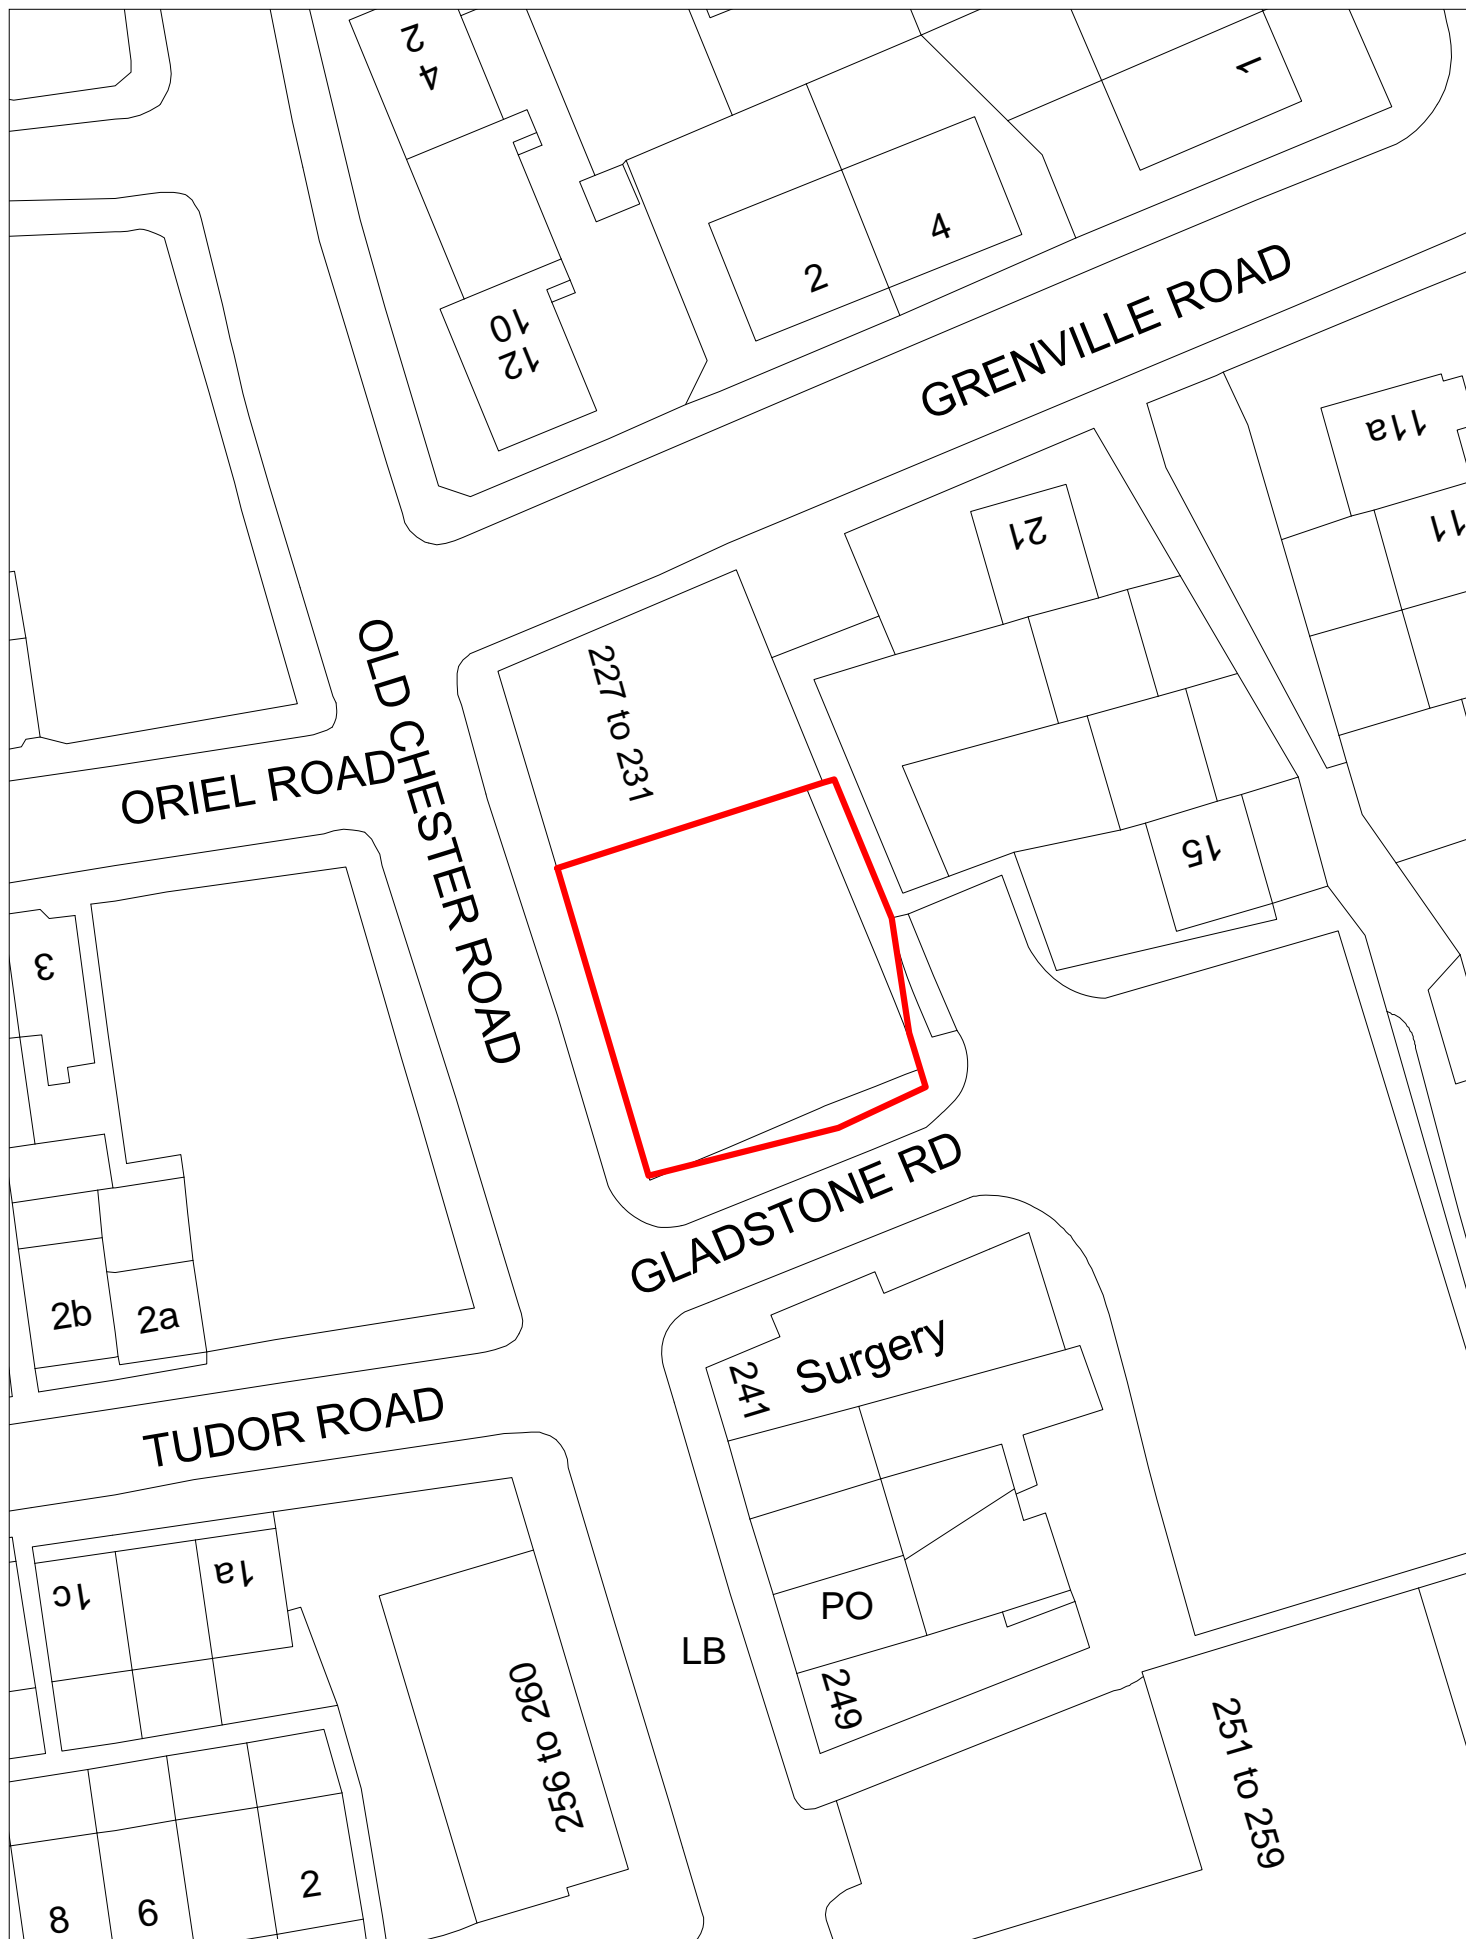 2
4
1
2
4
10
12
GRENVILLE ROAD
11a
11
21
OLD CHESTER ROAD
227 to 231
ORIEL ROAD
15
3
GLADSTONE RD
2b
2a
241
Surgery
TUDOR ROAD
1c
1a
PO
LB
249
256 to 260
251 to 259
8
6
2